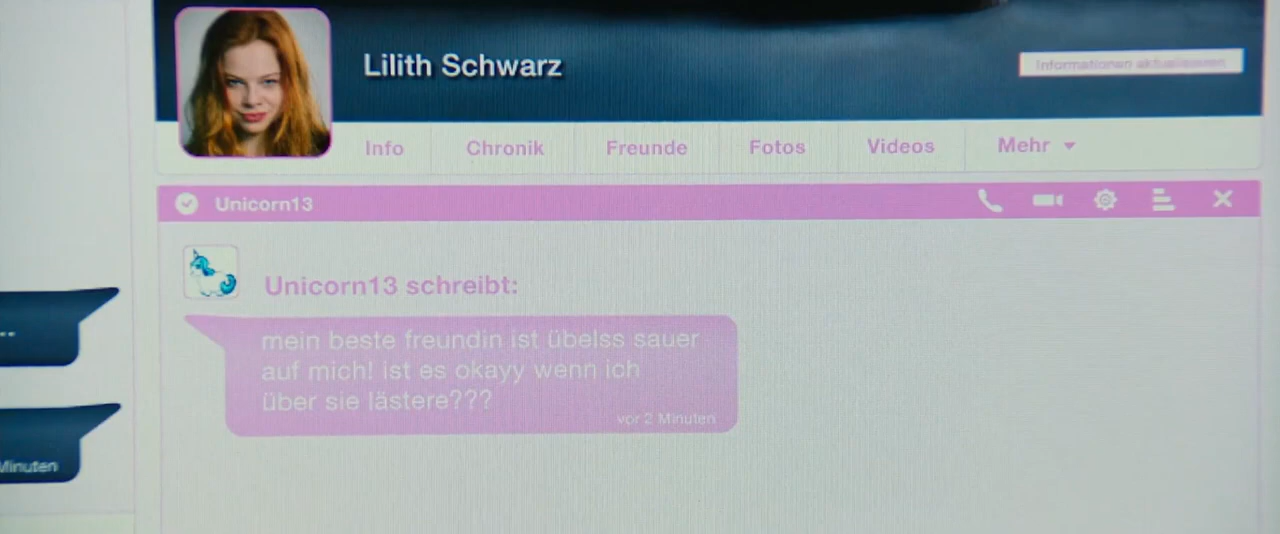 Lilith Schwarz
Informationen aktualisieren
Info Chronik Freunde Fotos Videos Mehr
Unicorn13
Unicorn13 schreibt:
mein beste freundin ist übelss sauer
auf mich! ist es okayy wenn ich
über sie lästere???
vor 2 Minuten
..
Minuten